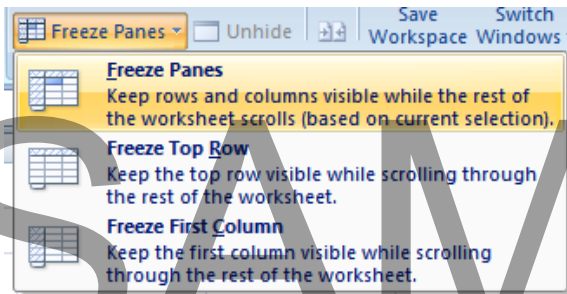 Freeze Panes Unhide Save Switch
Workspace Windows
Freeze Panes
Keep rows and columns visible while the rest of
the worksheet scrolls (based on current selection).
Freeze Top Row
Keep the top row visible while scrolling through
the rest of the worksheet.
Freeze First Column
Keep the first column visible while scrolling
through the rest of the worksheet.
SAM